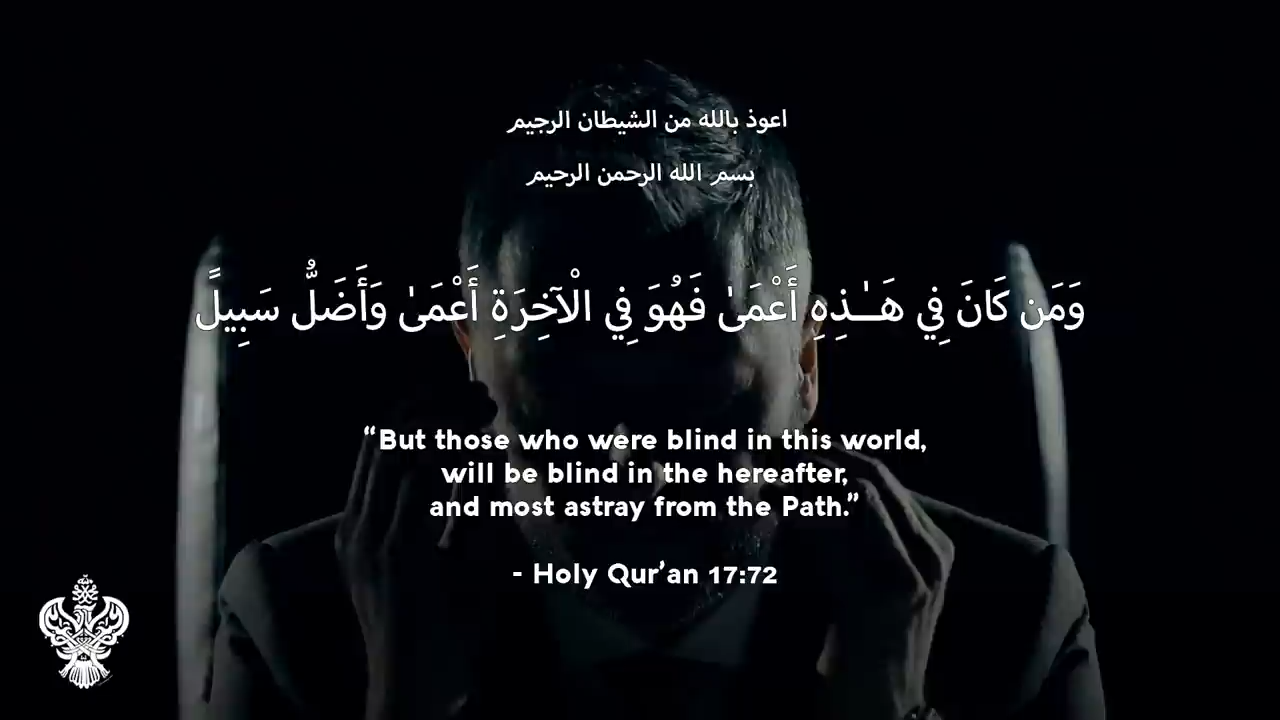 اعوذ بالله من الشيطان الرجيم
بسم الله الرحمن الرحيم
وَمَن كَانَ فِي هَـٰذِهِ أَعْمَىٰ فَهُوَ فِي الْآخِرَةِ أَعْمَىٰ وَأَضَلُّ سَبِيلً
“But those who were blind in this world,
will be blind in the hereafter,
and most astray from the Path.”
- Holy Qur’an 17:72